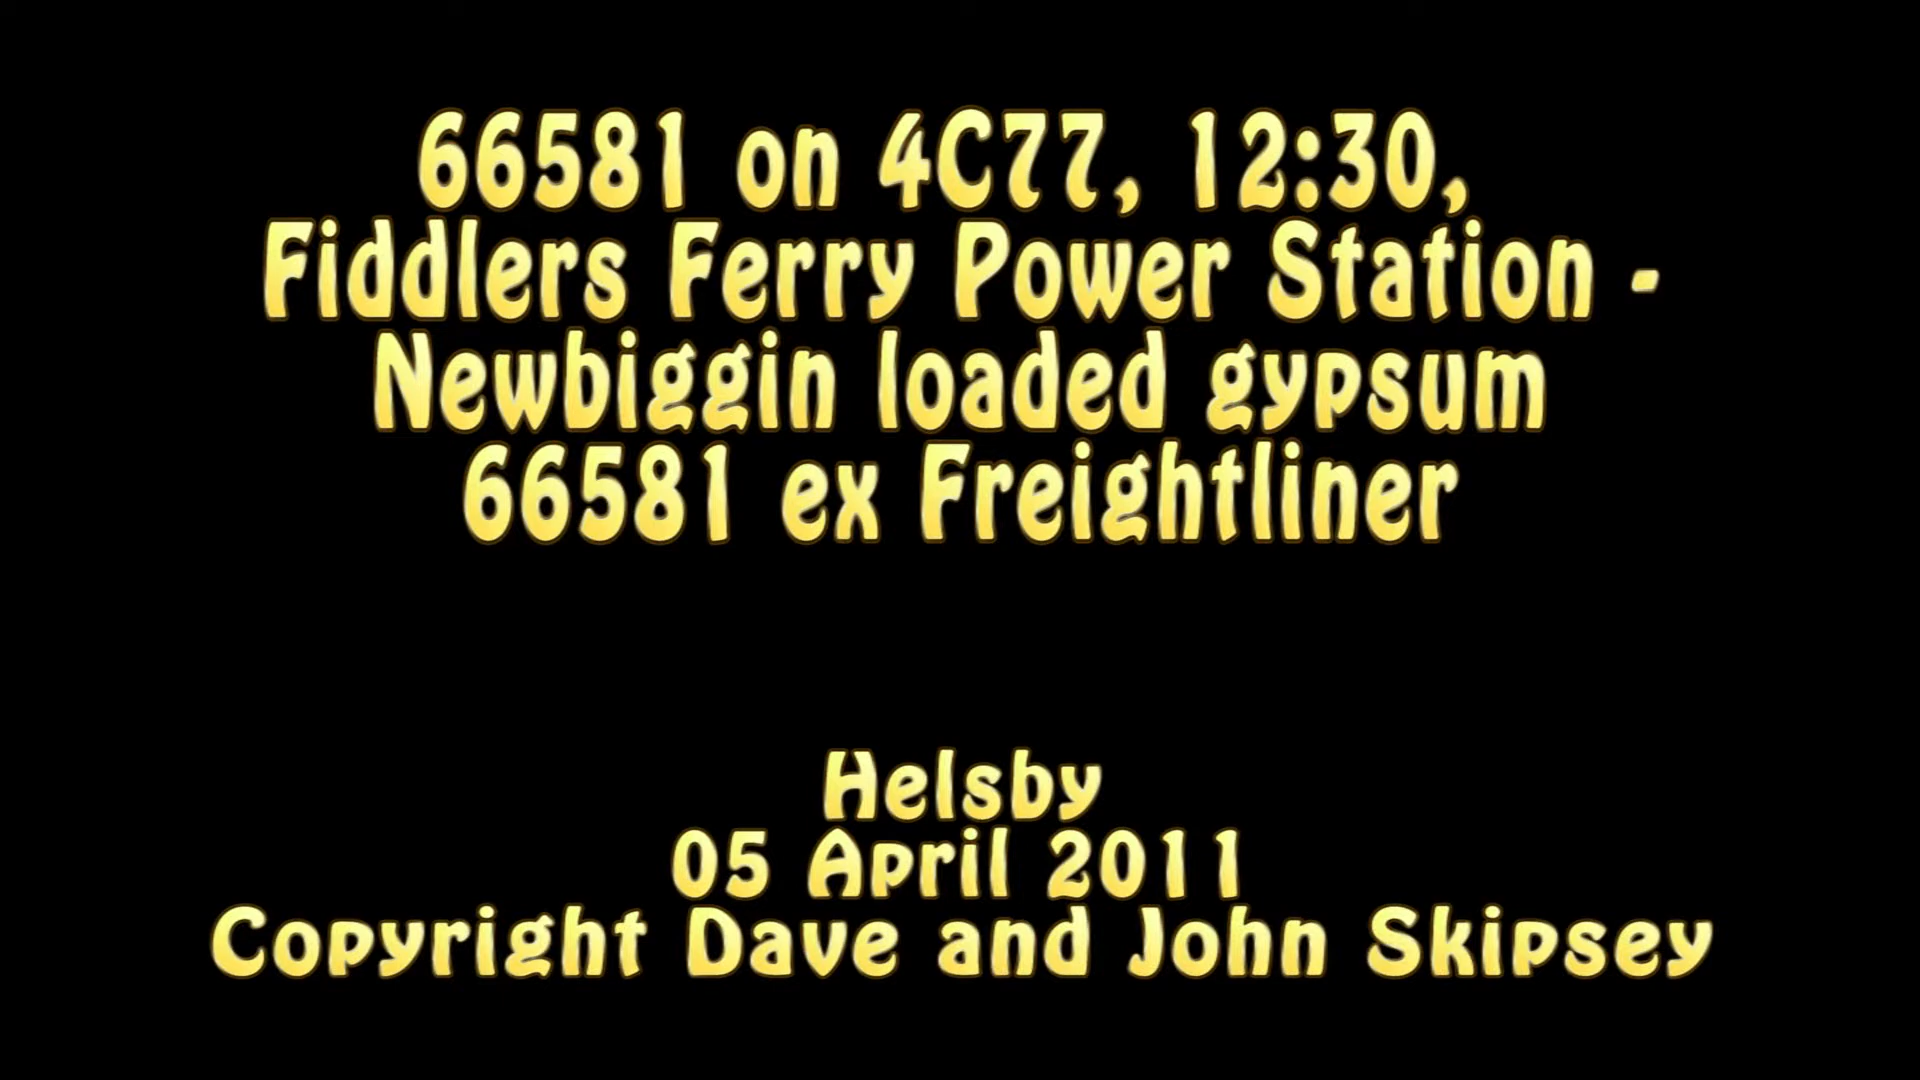 66581 on 4C77, 12:30,
Fiddlers Ferry Power Station -
Newbiggin loaded gypsum
66581 ex Freightliner
Helsby
05 April 2011
Copyright Dave and John Skipsey